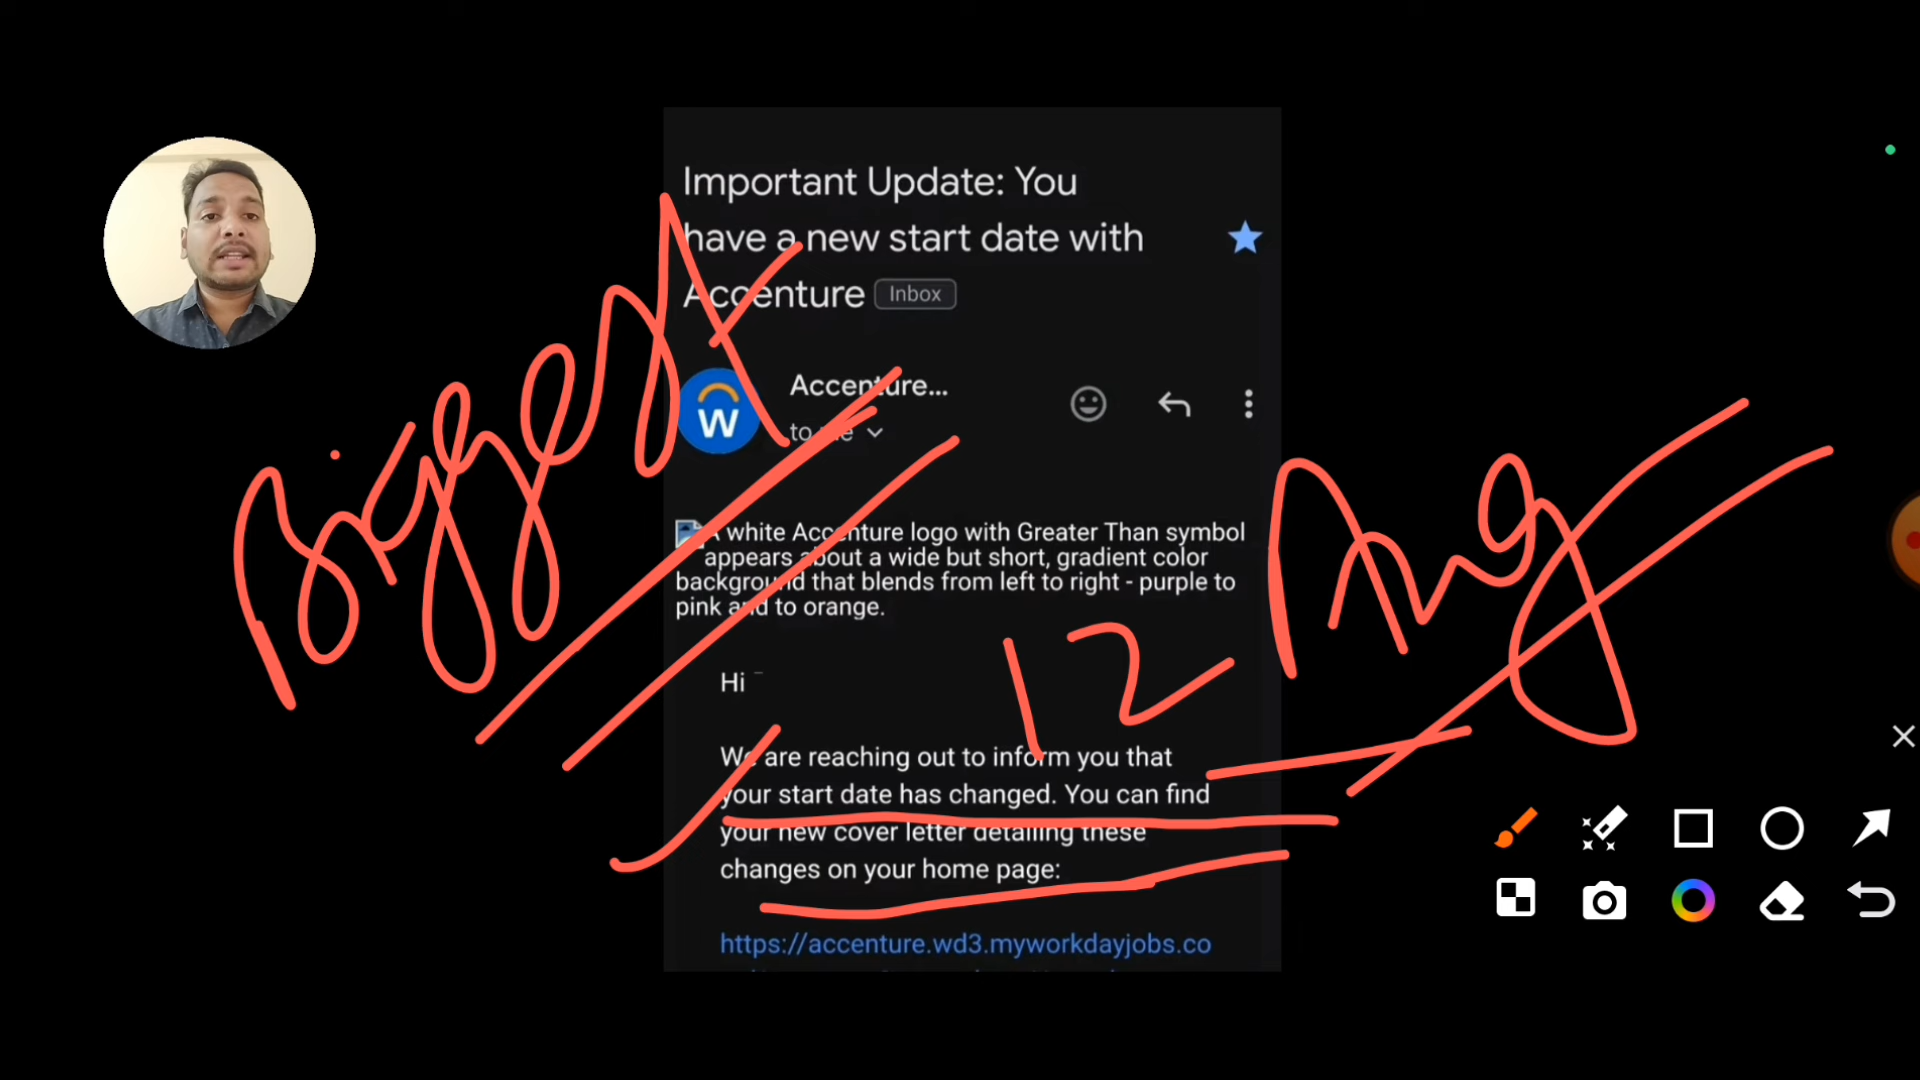 Important Update: You
have a new start date with
Accenture Inbox
Accenture...
to me
A white Accenture logo with Greater Than symbol
appears about a wide but short, gradient color
background that blends from left to right - purple to
pink and to orange.
Hi
We are reaching out to inform you that
your start date has changed. You can find
your new cover letter detailing these
changes on your home page:
https://accenture.wd3.myworkdayjobs.co
Biggest
12 Aug